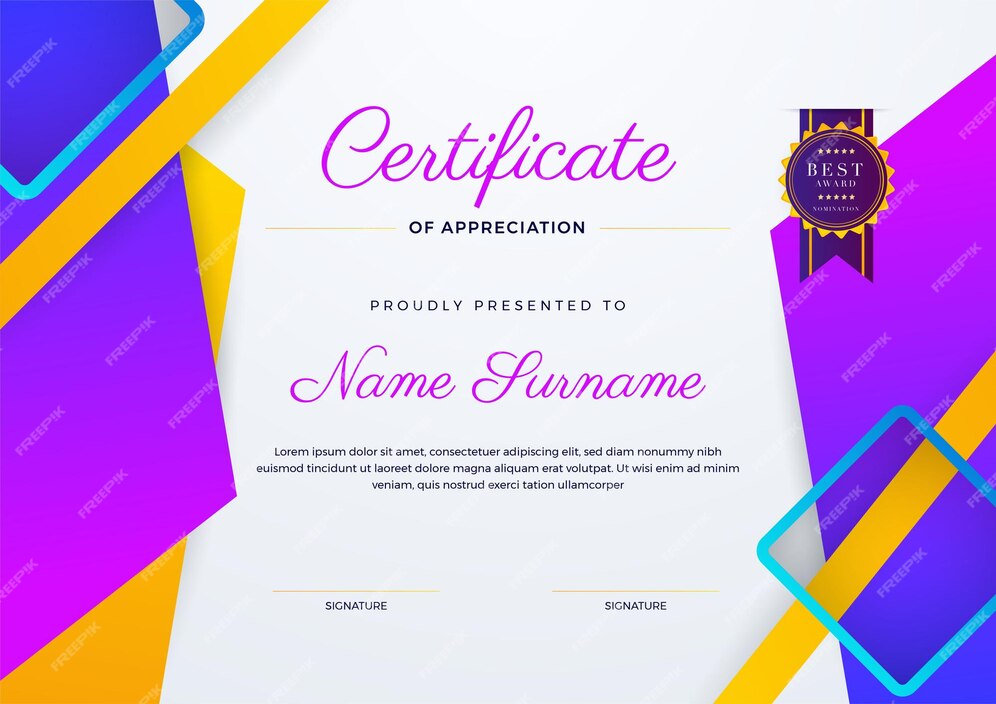 Certificate
OF APPRECIATION
BEST
AWARD
NOMINATION
PROUDLY PRESENTED TO
Name Surname
Lorem ipsum dolor sit amet, consectetuer adipiscing elit, sed diam nonummy nibh
euismod tincidunt ut laoreet dolore magna aliquam erat volutpat. Ut wisi enim ad minim
veniam, quis nostrud exerci tation ullamcorper
SIGNATURE
SIGNATURE
FREEPIK